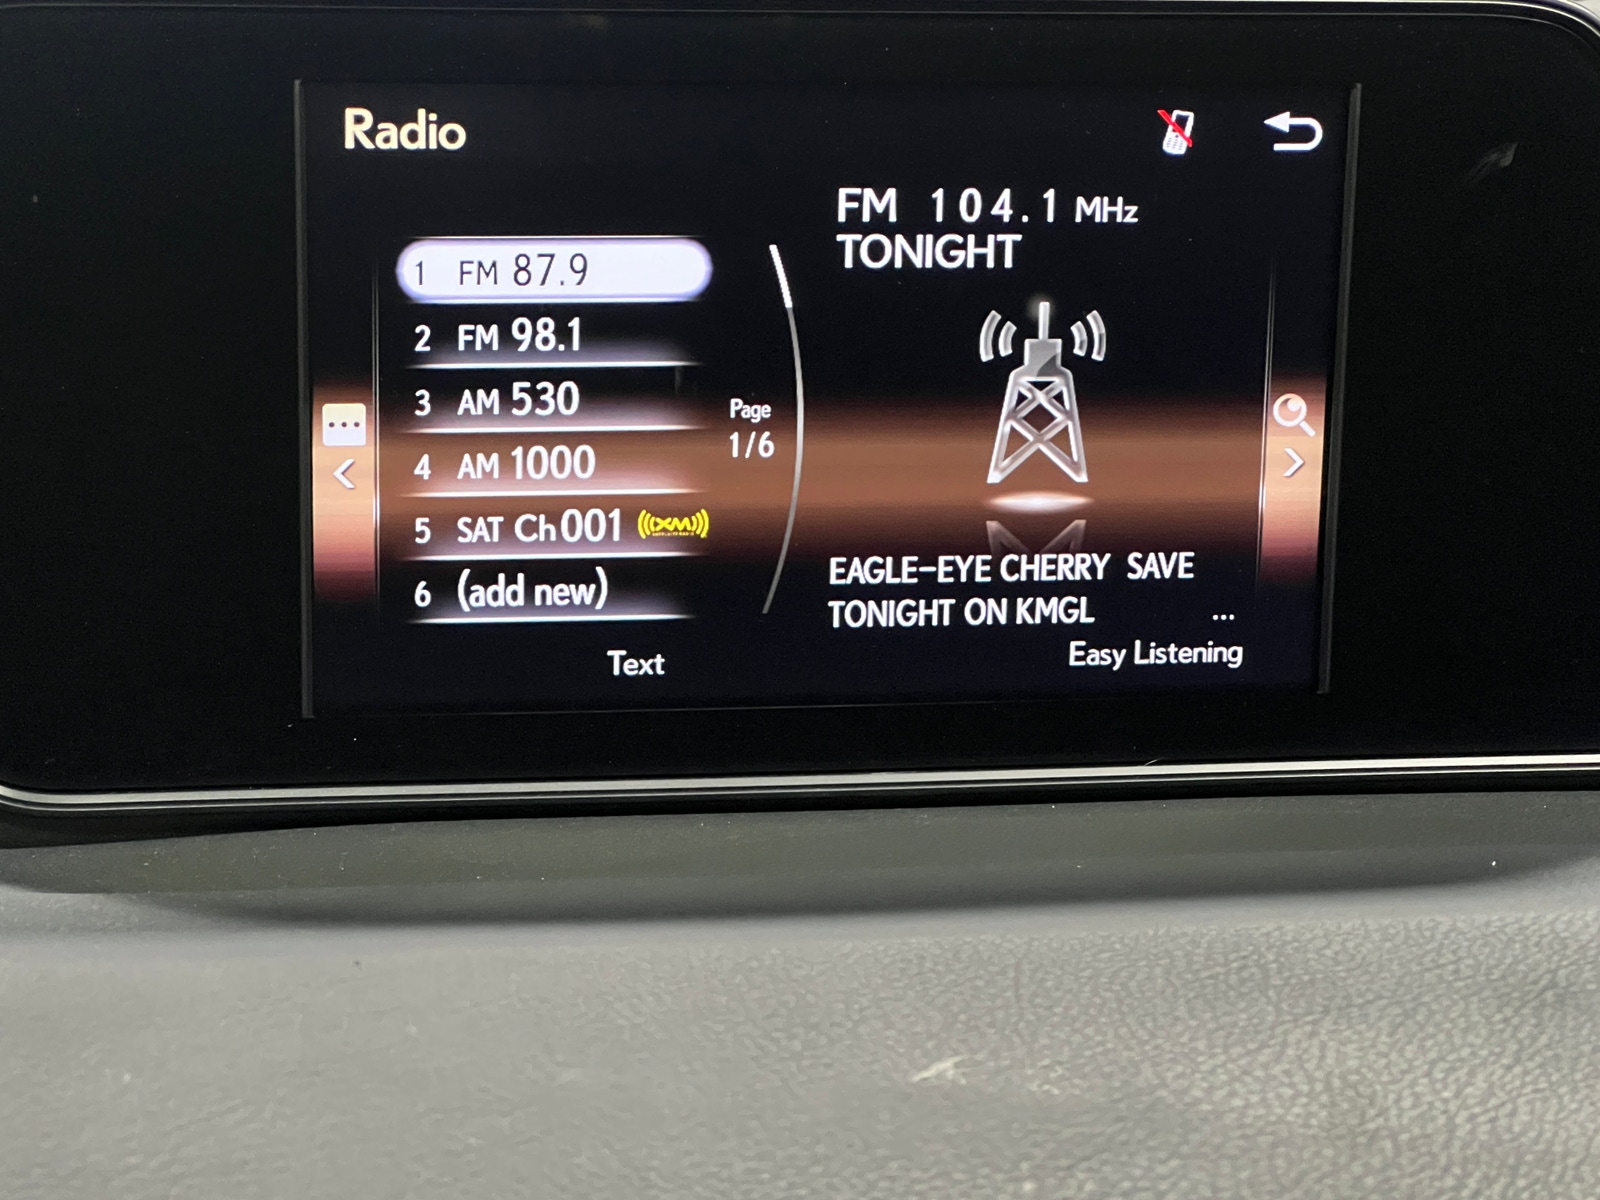 Radio
FM 104.1 MHz
TONIGHT
1 FM 87.9
2 FM 98.1
3 AM 530
4 AM 1000
5 SAT Ch001 ((XM))
6 (add new)
Page
1/6
EAGLE-EYE CHERRY SAVE
TONIGHT ON KMGL ...
Easy Listening
Text